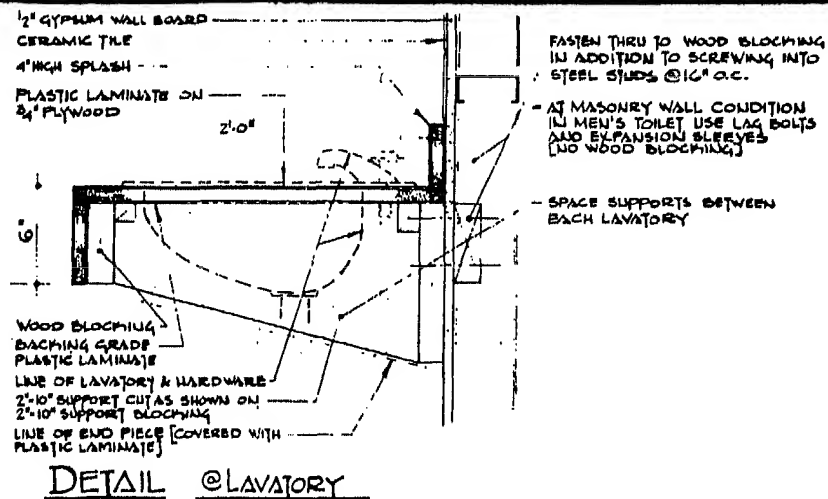 1/2" GYPSUM WALL BOARD
CERAMIC TILE
4" HIGH SPLASH
PLASTIC LAMINATE ON
3/4" PLYWOOD
2'-0"
6"
WOOD BLOCKING
BACKING GRADE
PLASTIC LAMINATE
LINE OF LAVATORY & HARDWARE
2"-10" SUPPORT CUT AS SHOWN ON
2"-10" SUPPORT BLOCKING
LINE OF END PIECE [COVERED WITH
PLASTIC LAMINATE]
FASTEN THRU TO WOOD BLOCKING
IN ADDITION TO SCREWING INTO
STEEL STUDS @ 16" O.C.
AT MASONRY WALL CONDITION
IN MEN'S TOILET USE LAG BOLTS
AND EXPANSION SLEEVES
[NO WOOD BLOCKING]
SPACE SUPPORTS BETWEEN
EACH LAVATORY
DETAIL @ LAVATORY